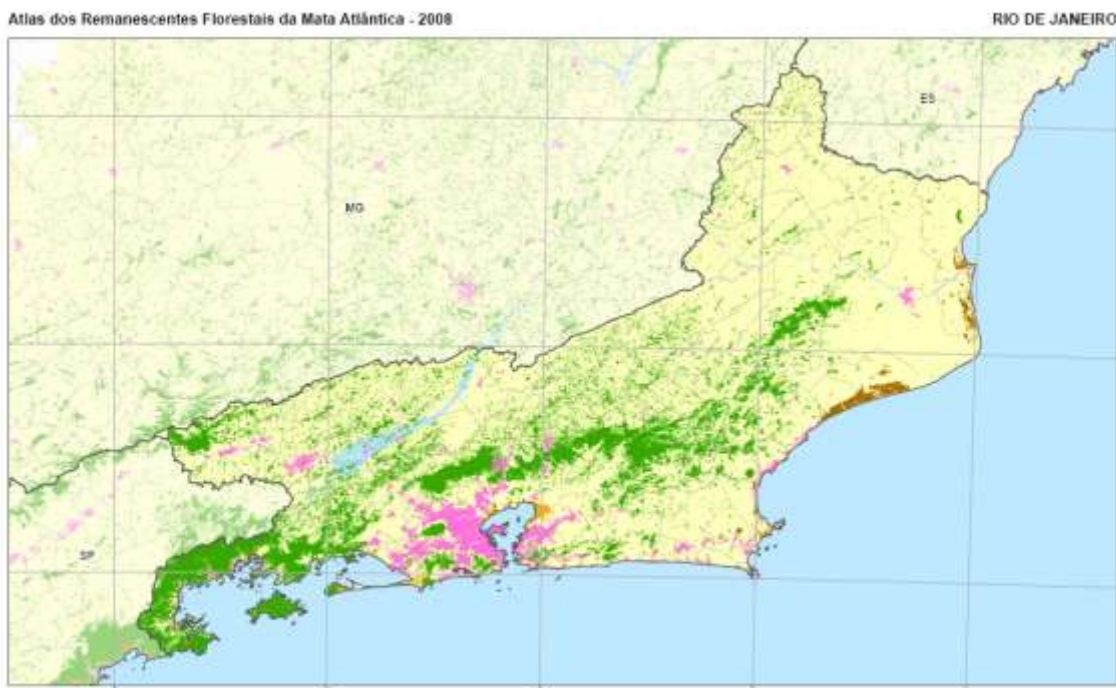 Atlas dos Remanescentes Florestais da Mata Atlântica - 2008
RIO DE JANEIRO
ES
MG
SP